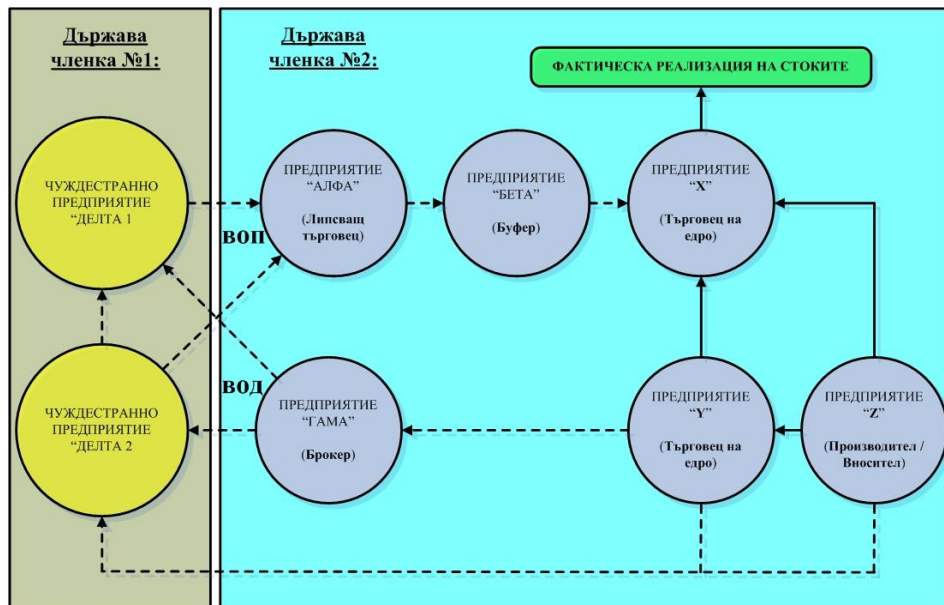 Държава
членка №1:
Държава
членка №2:
ФАКТИЧЕСКА РЕАЛИЗАЦИЯ НА СТОКИТЕ
ЧУЖДЕСТРАННО
ПРЕДПРИЯТИЕ
“ДЕЛТА 1
ПРЕДПРИЯТИЕ
“АЛФА”
(Липсващ
търговец)
ПРЕДПРИЯТИЕ
“БЕТА”
(Буфер)
ПРЕДПРИЯТИЕ
“X”
(Търговец на
едро)
ВОП
ВОД
ЧУЖДЕСТРАННО
ПРЕДПРИЯТИЕ
“ДЕЛТА 2
ПРЕДПРИЯТИЕ
“ГАМА”
(Брокер)
ПРЕДПРИЯТИЕ
“Y”
(Търговец на
едро)
ПРЕДПРИЯТИЕ
“Z”
(Производител /
Вносител)